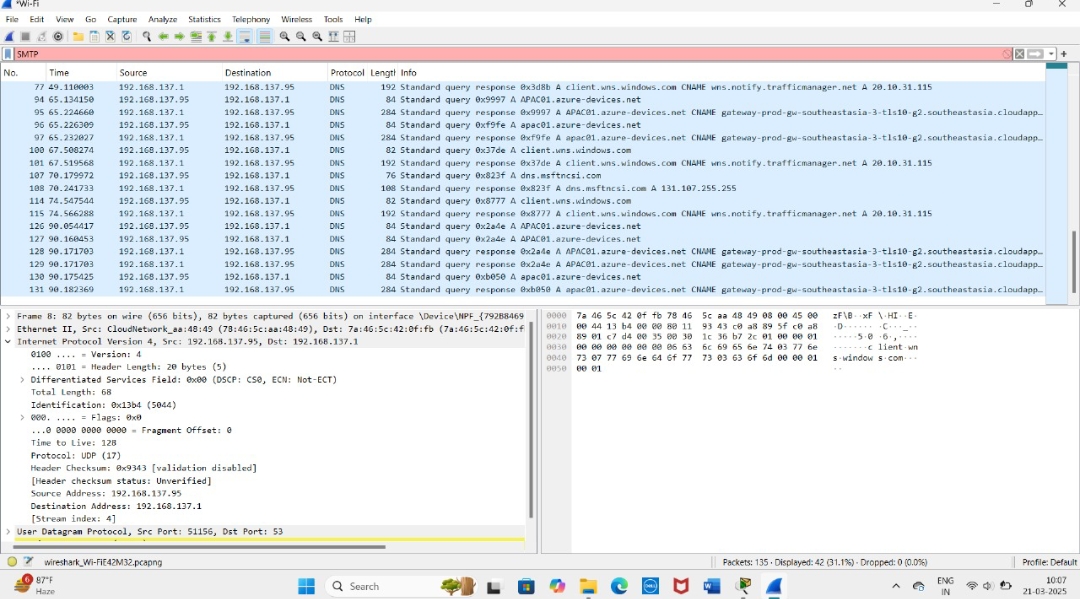 *Wi-Fi
File Edit View Go Capture Analyze Statistics Telephony Wireless Tools Help
SMTP
No. Time Source Destination Protocol Length Info
77 49.110003 192.168.137.1 192.168.137.95 DNS 192 Standard query response 0x3d8b A client.wns.windows.com CNAME wns.notify.trafficmanager.net A 20.10.31.115
94 65.134150 192.168.137.95 192.168.137.1 DNS 84 Standard query 0x9997 A APAC01.azure-devices.net
95 65.224660 192.168.137.1 192.168.137.95 DNS 284 Standard query response 0x9997 A APAC01.azure-devices.net CNAME gateway-prod-gw-southeastasia-3-tls10-g2.southeastasia.cloudapp…
96 65.226309 192.168.137.95 192.168.137.1 DNS 84 Standard query 0xf9fe A apac01.azure-devices.net
97 65.232027 192.168.137.1 192.168.137.95 DNS 284 Standard query response 0xf9fe A apac01.azure-devices.net CNAME gateway-prod-gw-southeastasia-3-tls10-g2.southeastasia.cloudapp…
100 67.508274 192.168.137.95 192.168.137.1 DNS 82 Standard query 0x37de A client.wns.windows.com
101 67.519568 192.168.137.1 192.168.137.95 DNS 192 Standard query response 0x37de A client.wns.windows.com CNAME wns.notify.trafficmanager.net A 20.10.31.115
107 70.179972 192.168.137.95 192.168.137.1 DNS 76 Standard query 0x823f A dns.msftncsi.com
108 70.241733 192.168.137.1 192.168.137.95 DNS 108 Standard query response 0x823f A dns.msftncsi.com A 131.107.255.255
114 74.547544 192.168.137.95 192.168.137.1 DNS 82 Standard query 0x8777 A client.wns.windows.com
115 74.566288 192.168.137.1 192.168.137.95 DNS 192 Standard query response 0x8777 A client.wns.windows.com CNAME wns.notify.trafficmanager.net A 20.10.31.115
126 90.054417 192.168.137.95 192.168.137.1 DNS 84 Standard query 0x2a4e A APAC01.azure-devices.net
127 90.160453 192.168.137.95 192.168.137.1 DNS 84 Standard query 0x2a4e A APAC01.azure-devices.net
128 90.171703 192.168.137.1 192.168.137.95 DNS 284 Standard query response 0x2a4e A APAC01.azure-devices.net CNAME gateway-prod-gw-southeastasia-3-tls10-g2.southeastasia.cloudapp…
129 90.171703 192.168.137.1 192.168.137.95 DNS 284 Standard query response 0x2a4e A APAC01.azure-devices.net CNAME gateway-prod-gw-southeastasia-3-tls10-g2.southeastasia.cloudapp…
130 90.175425 192.168.137.95 192.168.137.1 DNS 84 Standard query 0xb050 A apac01.azure-devices.net
131 90.182369 192.168.137.1 192.168.137.95 DNS 284 Standard query response 0xb050 A apac01.azure-devices.net CNAME gateway-prod-gw-southeastasia-3-tls10-g2.southeastasia.cloudapp…
Frame 8: 82 bytes on wire (656 bits), 82 bytes captured (656 bits) on interface \Device\NPF_{792B8469
Ethernet II, Src: CloudNetwork_aa:48:49 (78:46:5c:aa:48:49), Dst: 7a:46:5c:42:0f:fb (7a:46:5c:42:0f:f
Internet Protocol Version 4, Src: 192.168.137.95, Dst: 192.168.137.1
0100 .... = Version: 4
.... 0101 = Header Length: 20 bytes (5)
Differentiated Services Field: 0x00 (DSCP: CS0, ECN: Not-ECT)
Total Length: 68
Identification: 0x13b4 (5044)
000. .... = Flags: 0x0
...0 0000 0000 0000 = Fragment Offset: 0
Time to Live: 128
Protocol: UDP (17)
Header Checksum: 0x9343 [validation disabled]
[Header checksum status: Unverified]
Source Address: 192.168.137.95
Destination Address: 192.168.137.1
[Stream index: 4]
User Datagram Protocol, Src Port: 51156, Dst Port: 53
0000 7a 46 5c 42 0f fb 78 46 5c aa 48 49 08 00 45 00 zF\B··xF \·HI··E·
0010 00 44 13 b4 00 00 80 11 93 43 c0 a8 89 5f c0 a8 ·D······ ·C···_··
0020 89 01 c7 d4 00 35 00 30 1c 36 b7 2c 01 00 00 01 ·····5·0 ·6·,····
0030 00 00 00 00 00 00 06 63 6c 69 65 6e 74 03 77 6e ·······c lient·wn
0040 73 07 77 69 6e 64 6f 77 73 03 63 6f 6d 00 00 01 s·window s·com···
0050 00 01 ··
wireshark_Wi-FiE42M32.pcapng Packets: 135 · Displayed: 42 (31.1%) · Dropped: 0 (0.0%) Profile: Default
6
87°F
Haze
Search
DELL
ENG
IN
10:07
21-03-2025